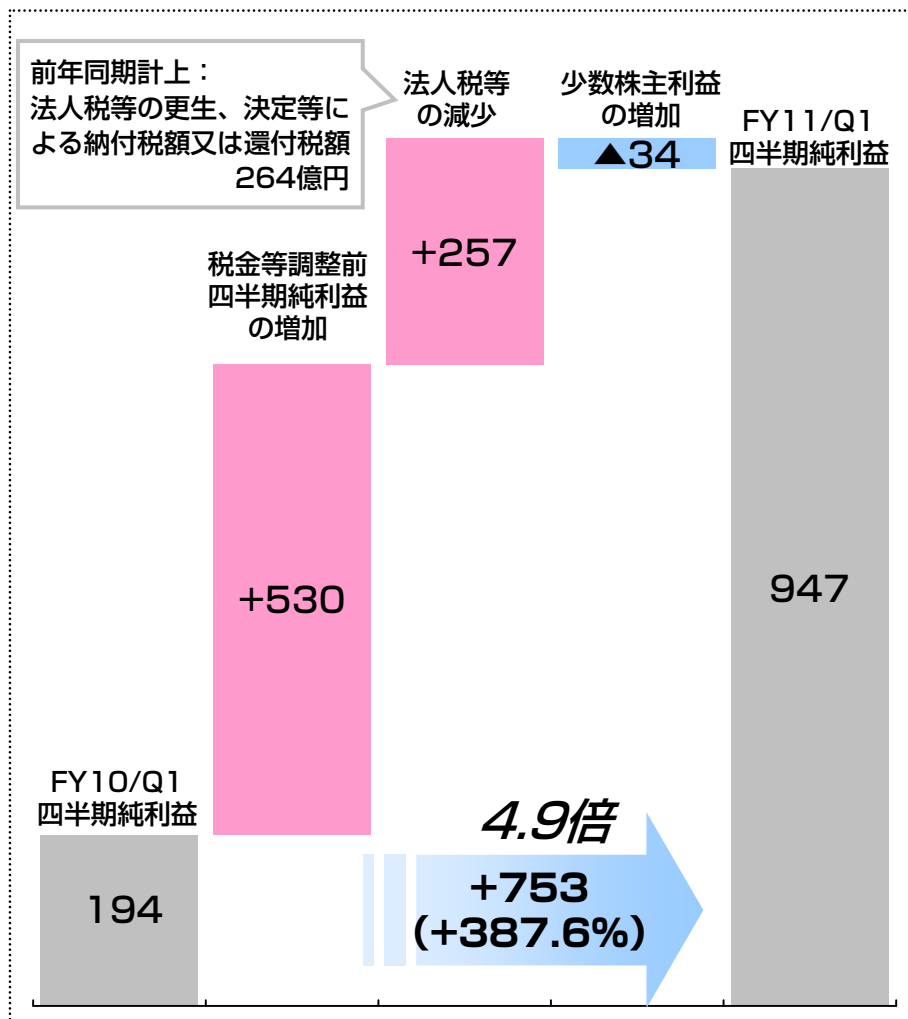 前年同期計上：
法人税等の更生、決定等に
よる納付税額又は還付税額
264億円
法人税等
の減少
少数株主利益
の増加
FY11/Q1
四半期純利益
▲34
+257
税金等調整前
四半期純利益
の増加
+530
947
FY10/Q1
四半期純利益
194
4.9倍
+753
(+387.6%)